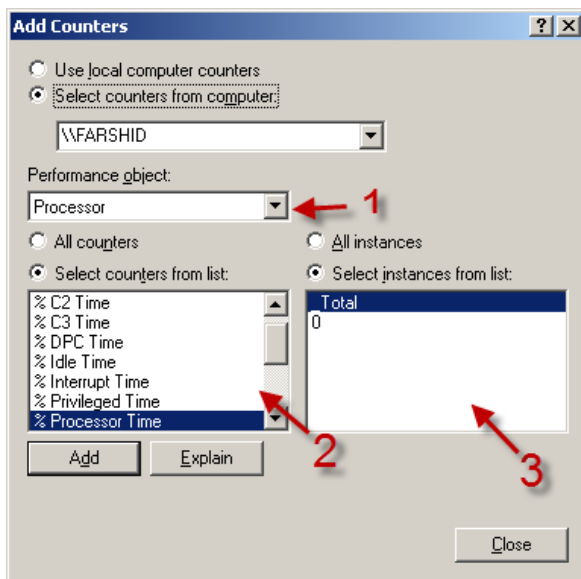 Add Counters
Use local computer counters
Select counters from computer:
\\FARSHID
Performance object:
Processor
1
All counters
All instances
Select counters from list:
Select instances from list:
% C2 Time
% C3 Time
% DPC Time
% Idle Time
% Interrupt Time
% Privileged Time
% Processor Time
_Total
0
2
3
Add
Explain
Close